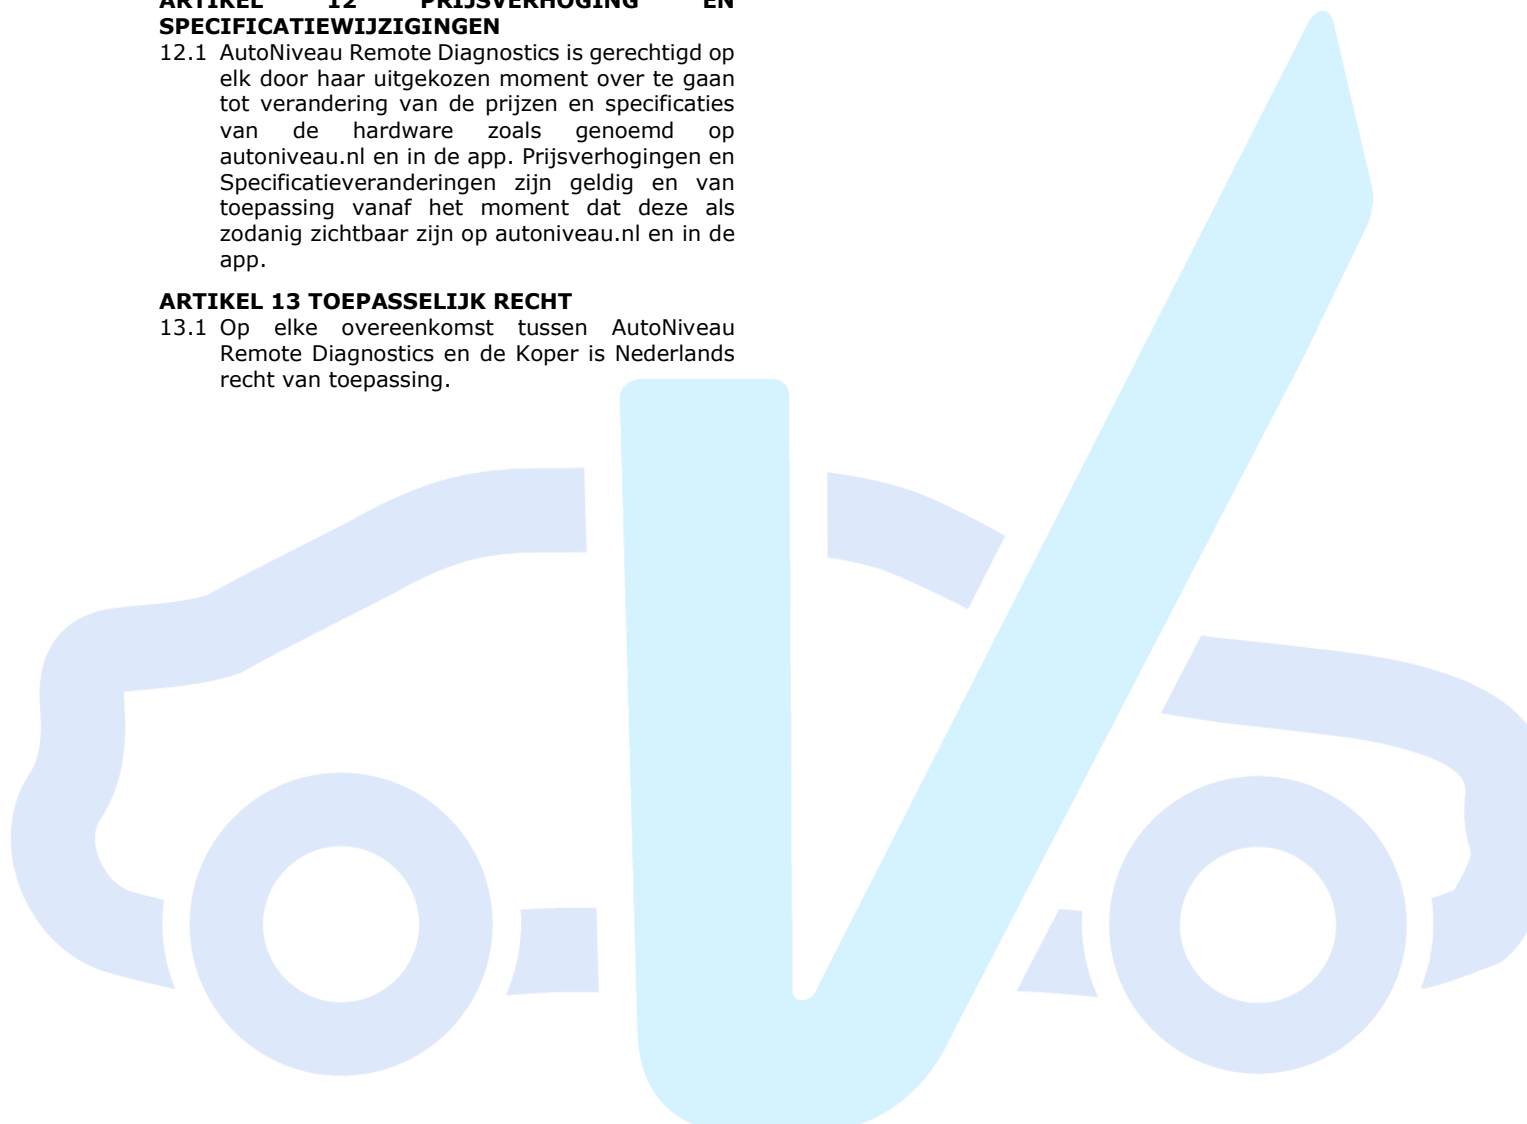 ARTIKEL 12 PRIJSVERHOGING EN
SPECIFICATIEWIJZIGINGEN
12.1 AutoNiveau Remote Diagnostics is gerechtigd op
elk door haar uitgekozen moment over te gaan
tot verandering van de prijzen en specificaties
van de hardware zoals genoemd op
autoniveau.nl en in de app. Prijsverhogingen en
Specificatieveranderingen zijn geldig en van
toepassing vanaf het moment dat deze als
zodanig zichtbaar zijn op autoniveau.nl en in de
app.
ARTIKEL 13 TOEPASSELIJK RECHT
13.1 Op elke overeenkomst tussen AutoNiveau
Remote Diagnostics en de Koper is Nederlands
recht van toepassing.